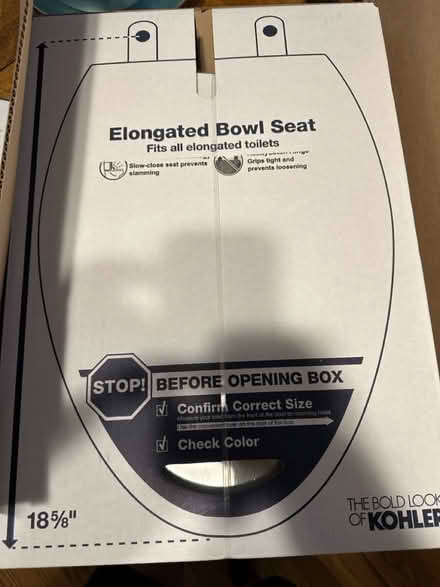 Elongated Bowl Seat
Fits all elongated toilets
Slow-close seat prevents
slamming
Grips tight and
prevents loosening
STOP!
BEFORE OPENING BOX
Confirm Correct Size
Check Color
18⅝"
THE BOLD LOOK
OF KOHLER